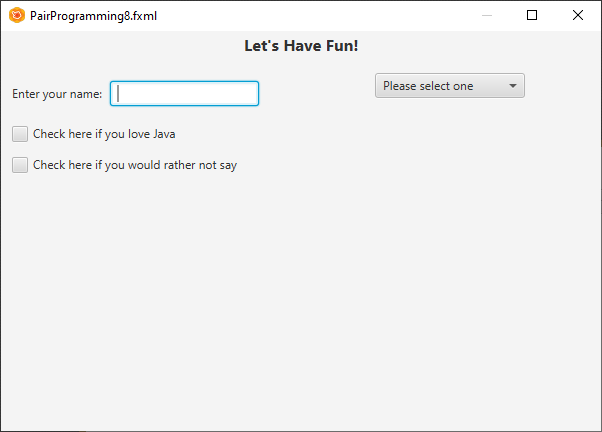 PairProgramming8.fxml
Let's Have Fun!
Enter your name:
Please select one
Check here if you love Java
Check here if you would rather not say